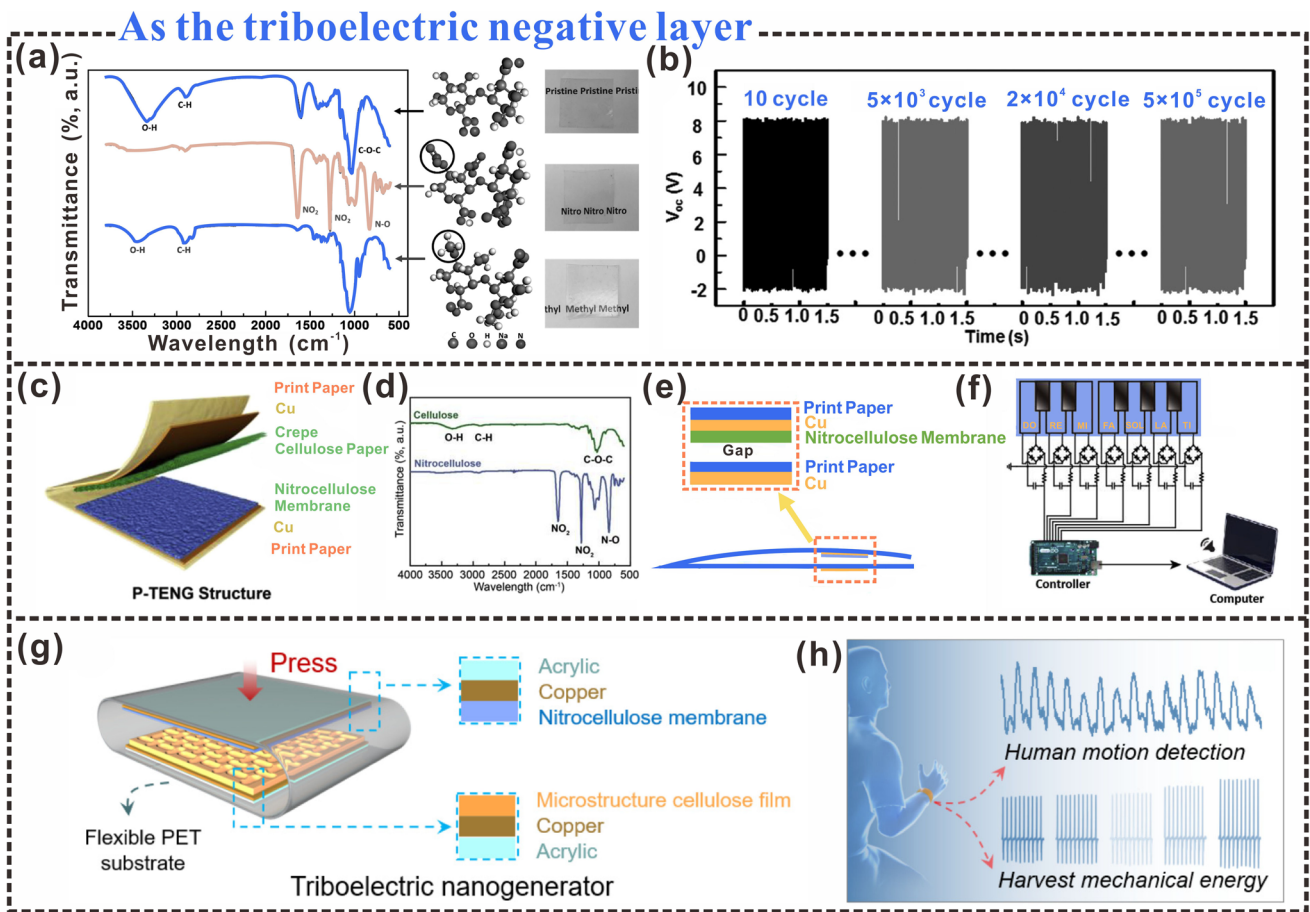 As the triboelectric negative layer
(a)
Transmittance (%, a.u.)
O-H
C-H
C-O-C
NO2
NO2
N-O
O-H
C-H
4000 3500 3000 2500 2000 1500 1000 500
Wavelength (cm-1)
C O H Na N
Pristine Pristine Pristi
Nitro Nitro Nitro
thyl Methyl Methyl
(b)
10 cycle
5×10³ cycle
2×10⁴ cycle
5×10⁵ cycle
Voc (V)
10
8
6
4
2
0
-2
0 0.5 1.0 1.5
0 0.5 1.0 1.5
0 0.5 1.0 1.5
0 0.5 1.0 1.5
Time (s)
(c)
Print Paper
Cu
Crepe
Cellulose Paper
Nitrocellulose
Membrane
Cu
Print Paper
P-TENG Structure
(d)
Transmittance (%, a.u.)
Cellulose
O-H
C-H
C-O-C
Nitrocellulose
NO2
NO2
N-O
4000 3500 3000 2500 2000 1500 1000 500
Wavelength (cm-1)
(e)
Print Paper
Cu
Nitrocellulose Membrane
Gap
Print Paper
Cu
(f)
DO RE MI FA SOL LA TI
Controller
Computer
(g)
Press
Acrylic
Copper
Nitrocellulose membrane
Microstructure cellulose film
Copper
Acrylic
Flexible PET
substrate
Triboelectric nanogenerator
(h)
Human motion detection
Harvest mechanical energy